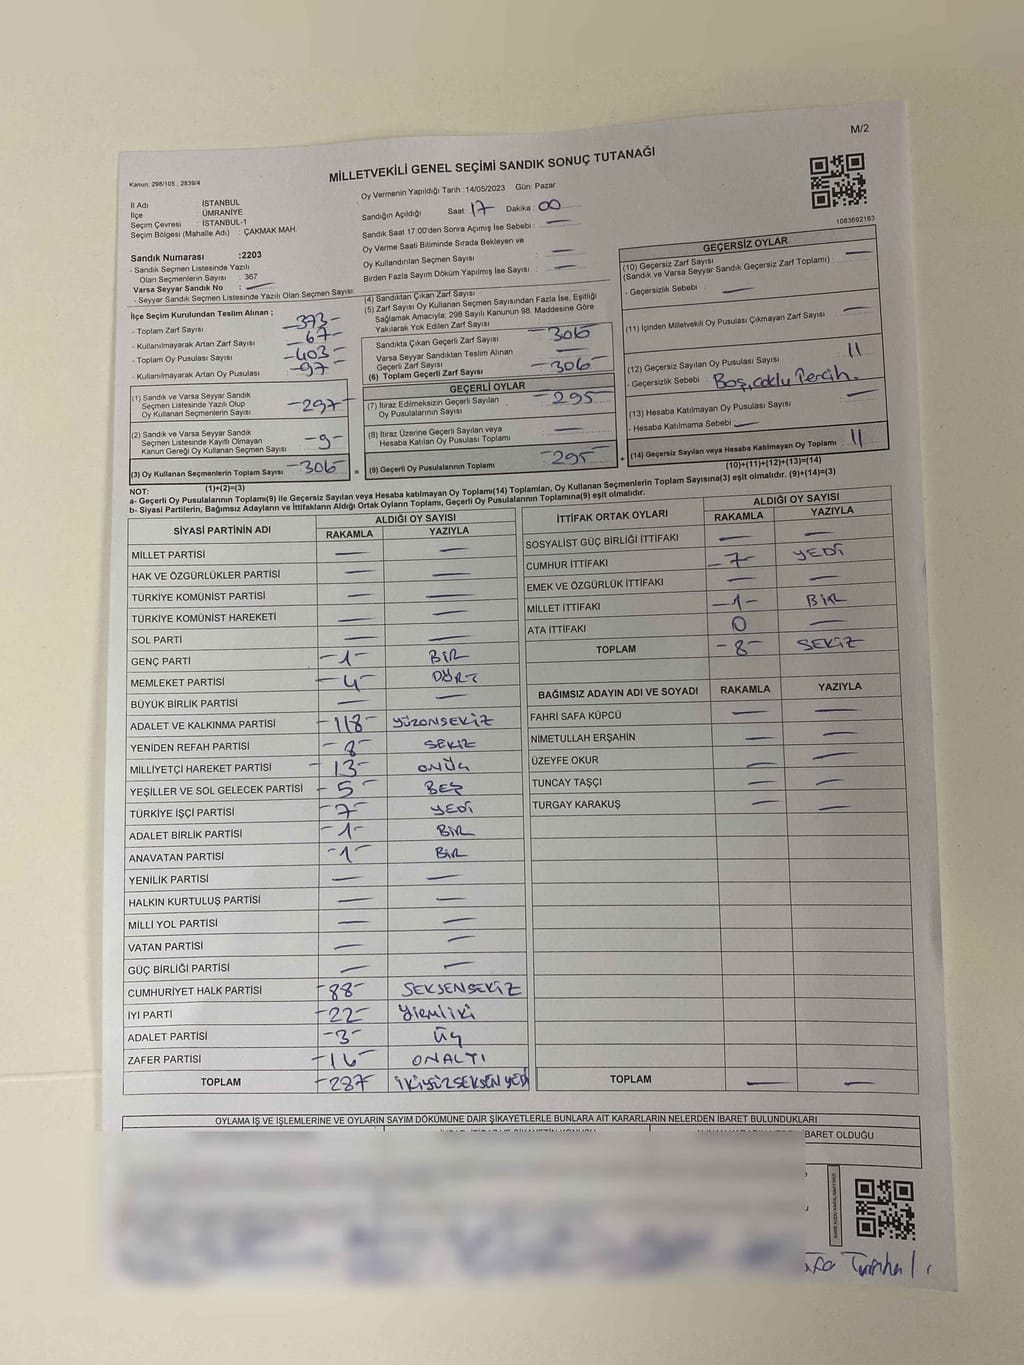 M/2
MİLLETVEKİLİ GENEL SEÇİMİ SANDIK SONUÇ TUTANAĞI
Kanun: 298/105 , 2839/4
İl Adı : İSTANBUL
İlçe : ÜMRANİYE
Seçim Çevresi : İSTANBUL-1
Seçim Bölgesi (Mahalle Adı) : ÇAKMAK MAH.
Sandık Numarası :2203
- Sandık Seçmen Listesinde Yazılı
Olan Seçmenlerin Sayısı : 367
Varsa Seyyar Sandık No : —
- Seyyar Sandık Seçmen Listesinde Yazılı Olan Seçmen Sayısı:
Oy Vermenin Yapıldığı Tarih : 14/05/2023 Gün: Pazar
Sandığın Açıldığı Saat 17 Dakika 00
Sandık Saat 17:00'den Sonra Açımış İse Sebebi : —
Oy Verme Saati Bitiminde Sırada Bekleyen ve
Oy Kullandırılan Seçmen Sayısı : —
Birden Fazla Sayım Döküm Yapılmış İse Sayısı : —
1083692163
İlçe Seçim Kurulundan Teslim Alınan ;
- Toplam Zarf Sayısı -373-
- Kullanılmayarak Artan Zarf Sayısı -67-
- Toplam Oy Pusulası Sayısı -403-
- Kullanılmayarak Artan Oy Pusulası -97-
(1) Sandık ve Varsa Seyyar Sandık
Seçmen Listesinde Yazılı Olup
Oy Kullanan Seçmenlerin Sayısı -297-
(2) Sandık ve Varsa Seyyar Sandık
Seçmen Listesinde Kayıtlı Olmayan
Kanun Gereği Oy Kullanan Seçmen Sayısı -9-
(3) Oy Kullanan Seçmenlerin Toplam Sayısı -306-
(1)+(2)=(3)
(4) Sandıktan Çıkan Zarf Sayısı
(5) Zarf Sayısı Oy Kullanan Seçmen Sayısından Fazla İse, Eşitliği
Sağlamak Amacıyla; 298 Sayılı Kanunun 98. Maddesine Göre
Yakılarak Yok Edilen Zarf Sayısı
Sandıkta Çıkan Geçerli Zarf Sayısı -306-
Varsa Seyyar Sandıktan Teslim Alınan
Geçerli Zarf Sayısı —
(6) Toplam Geçerli Zarf Sayısı -306-
=
GEÇERLİ OYLAR
(7) İtiraz Edilmeksizin Geçerli Sayılan
Oy Pusulalarının Sayısı -295-
(8) İtiraz Üzerine Geçerli Sayılan veya
Hesaba Katılan Oy Pusulası Toplamı —
(9) Geçerli Oy Pusulalarının Toplamı -295-
+
GEÇERSİZ OYLAR
(10) Geçersiz Zarf Sayısı
(Sandık ve Varsa Seyyar Sandık Geçersiz Zarf Toplamı) : —
- Geçersizlik Sebebi —
(11) İçinden Milletvekili Oy Pusulası Çıkmayan Zarf Sayısı —
(12) Geçersiz Sayılan Oy Pusulası Sayısı 11
- Geçersizlik Sebebi Boş, çoklu Tercih.
(13) Hesaba Katılmayan Oy Pusulası Sayısı —
- Hesaba Katılmama Sebebi —
(14) Geçersiz Sayılan veya Hesaba Katılmayan Oy Toplamı 11
(10)+(11)+(12)+(13)=(14)
NOT:
a- Geçerli Oy Pusulalarının Toplamı(9) ile Geçersiz Sayılan veya Hesaba katılmayan Oy Toplamı(14) Toplamları, Oy Kullanan Seçmenlerin Toplam Sayısına(3) eşit olmalıdır. (9)+(14)=(3)
b- Siyasi Partilerin, Bağımsız Adayların ve İttifakların Aldığı Ortak Oyların Toplamı, Geçerli Oy Pusulalarının Toplamına(9) eşit olmalıdır.
SİYASİ PARTİNİN ADI ALDIĞI OY SAYISI
RAKAMLA YAZIYLA
MİLLET PARTİSİ — —
HAK VE ÖZGÜRLÜKLER PARTİSİ — —
TÜRKİYE KOMÜNİST PARTİSİ — —
TÜRKİYE KOMÜNİST HAREKETİ — —
SOL PARTİ — —
GENÇ PARTİ -1- BİR
MEMLEKET PARTİSİ -4- DÖRT
BÜYÜK BİRLİK PARTİSİ — —
ADALET VE KALKINMA PARTİSİ -118- YÜZONSEKİZ
YENİDEN REFAH PARTİSİ -8- SEKİZ
MİLLİYETÇİ HAREKET PARTİSİ -13- ONÜÇ
YEŞİLLER VE SOL GELECEK PARTİSİ -5- BEŞ
TÜRKİYE İŞÇİ PARTİSİ -7- YEDİ
ADALET BİRLİK PARTİSİ -1- BİR
ANAVATAN PARTİSİ -1- BİR
YENİLİK PARTİSİ — —
HALKIN KURTULUŞ PARTİSİ — —
MİLLİ YOL PARTİSİ — —
VATAN PARTİSİ — —
GÜÇ BİRLİĞİ PARTİSİ — —
CUMHURİYET HALK PARTİSİ -88- SEKSENSEKİZ
İYİ PARTİ -22- YİRMİİKİ
ADALET PARTİSİ -3- ÜÇ
ZAFER PARTİSİ -16- ONALTI
TOPLAM -287- İKİYÜZSEKSENYEDİ
İTTİFAK ORTAK OYLARI ALDIĞI OY SAYISI
RAKAMLA YAZIYLA
SOSYALİST GÜÇ BİRLİĞİ İTTİFAKI — —
CUMHUR İTTİFAKI -7- YEDİ
EMEK VE ÖZGÜRLÜK İTTİFAKI — —
MİLLET İTTİFAKI -1- BİR
ATA İTTİFAKI 0 —
TOPLAM -8- SEKİZ
BAĞIMSIZ ADAYIN ADI VE SOYADI RAKAMLA YAZIYLA
FAHRİ SAFA KÜPCÜ — —
NİMETULLAH ERŞAHİN — —
ÜZEYFE OKUR — —
TUNCAY TAŞÇI — —
TURGAY KARAKUŞ — —
TOPLAM — —
OYLAMA İŞ VE İŞLEMLERİNE VE OYLARIN SAYIM DÖKÜMÜNE DAİR ŞİKAYETLERLE BUNLARA AİT KARARLARIN NELERDEN İBARET BULUNDUKLARI
BARET OLDUĞU